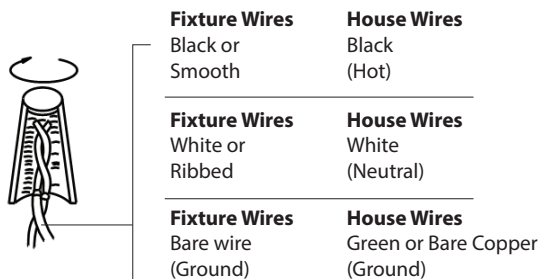 Fixture Wires House Wires
Black or Black
Smooth (Hot)
Fixture Wires House Wires
White or White
Ribbed (Neutral)
Fixture Wires House Wires
Bare wire Green or Bare Copper
(Ground) (Ground)